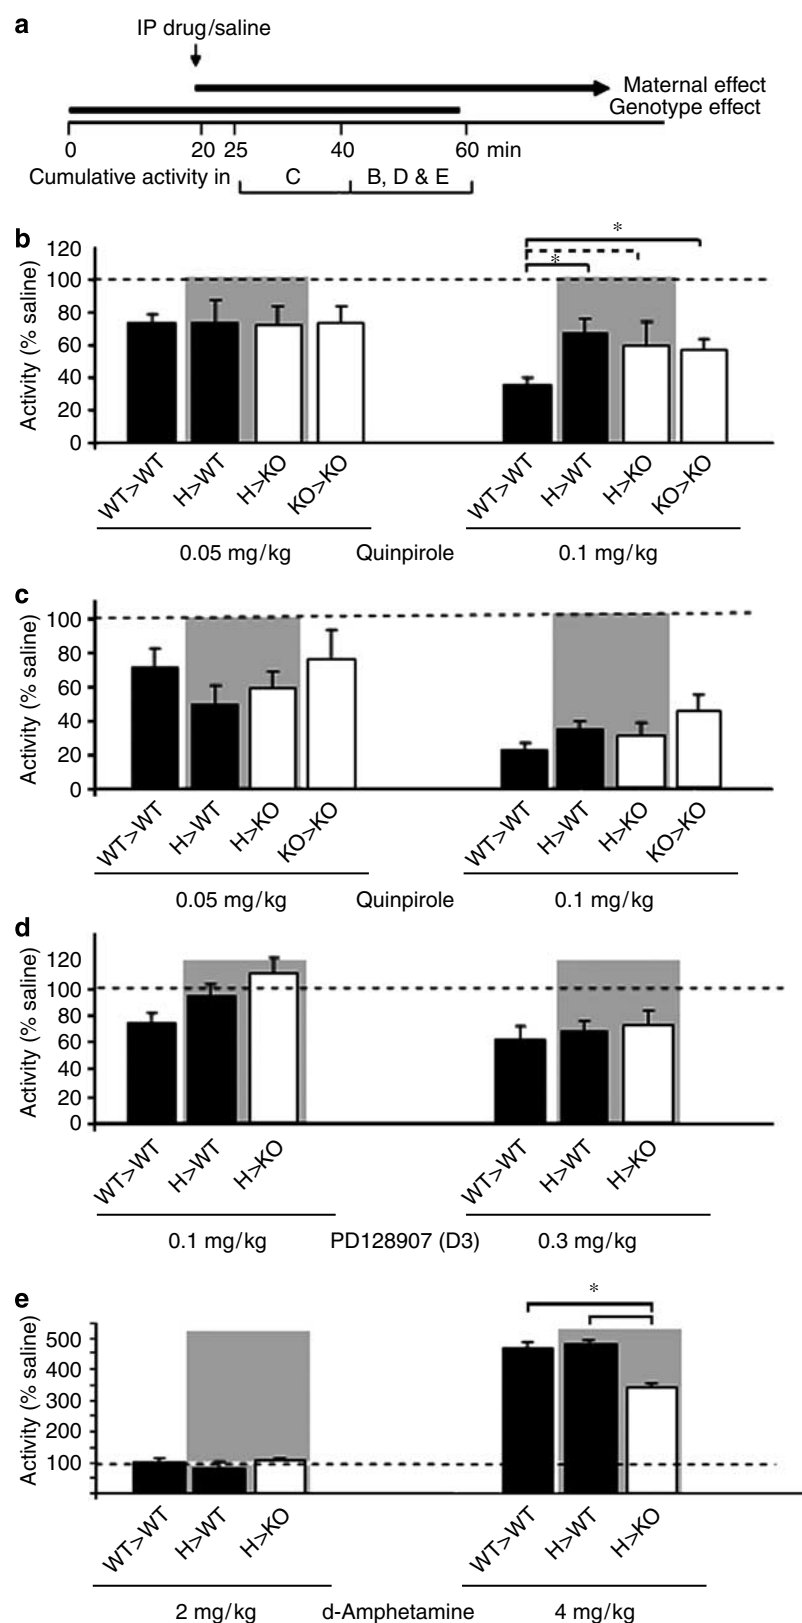 a
IP drug/saline
Maternal effect
Genotype effect
0 20 25 40 60 min
Cumulative activity in C B, D & E
b
Activity (% saline)
120
100
80
60
40
20
0
* *
WT>WT H>WT H>KO KO>KO WT>WT H>WT H>KO KO>KO
0.05 mg/kg Quinpirole 0.1 mg/kg
c
Activity (% saline)
100
80
60
40
20
0
WT>WT H>WT H>KO KO>KO WT>WT H>WT H>KO KO>KO
0.05 mg/kg Quinpirole 0.1 mg/kg
d
Activity (% saline)
120
100
80
60
40
20
0
WT>WT H>WT H>KO WT>WT H>WT H>KO
0.1 mg/kg PD128907 (D3) 0.3 mg/kg
e
Activity (% saline)
500
400
300
200
100
*
WT>WT H>WT H>KO WT>WT H>WT H>KO
2 mg/kg d-Amphetamine 4 mg/kg